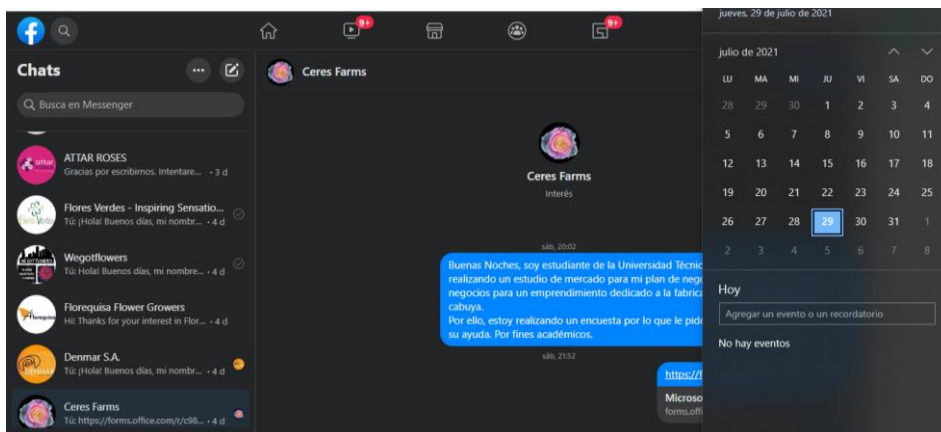 9+
9+
Chats
Busca en Messenger
ATTAR ROSES
Gracias por escribirnos. Intentare... · 3 d
Flores Verdes - Inspiring Sensatio...
Tú: ¡Hola! Buenos días, mi nombr... · 4 d
Wegotflowers
Tú: Hola! Buenos días, mi nombre... · 4 d
Florequisa Flower Growers
Hi! Thanks for your interest in Flor... · 4 d
Denmar S.A.
Tú: ¡Hola! Buenos días, mi nombr... · 4 d
Ceres Farms
Tú: https://forms.office.com/r/c98... · 4 d
Ceres Farms
Ceres Farms
Interés
sáb, 20:02
Buenas Noches, soy estudiante de la Universidad Técnic
realizando un estudio de mercado para mi plan de nego
negocios para un emprendimiento dedicado a la fabrica
cabuya.
Por ello, estoy realizando un encuesta por lo que le pido
su ayuda. Por fines académicos.
sáb, 21:52
https://f
Microso
forms.offi
jueves, 29 de julio de 2021
julio de 2021
LU MA MI JU VI SA DO
28 29 30 1 2 3 4
5 6 7 8 9 10 11
12 13 14 15 16 17 18
19 20 21 22 23 24 25
26 27 28 29 30 31 1
2 3 4 5 6 7 8
Hoy
Agregar un evento o un recordatorio
No hay eventos